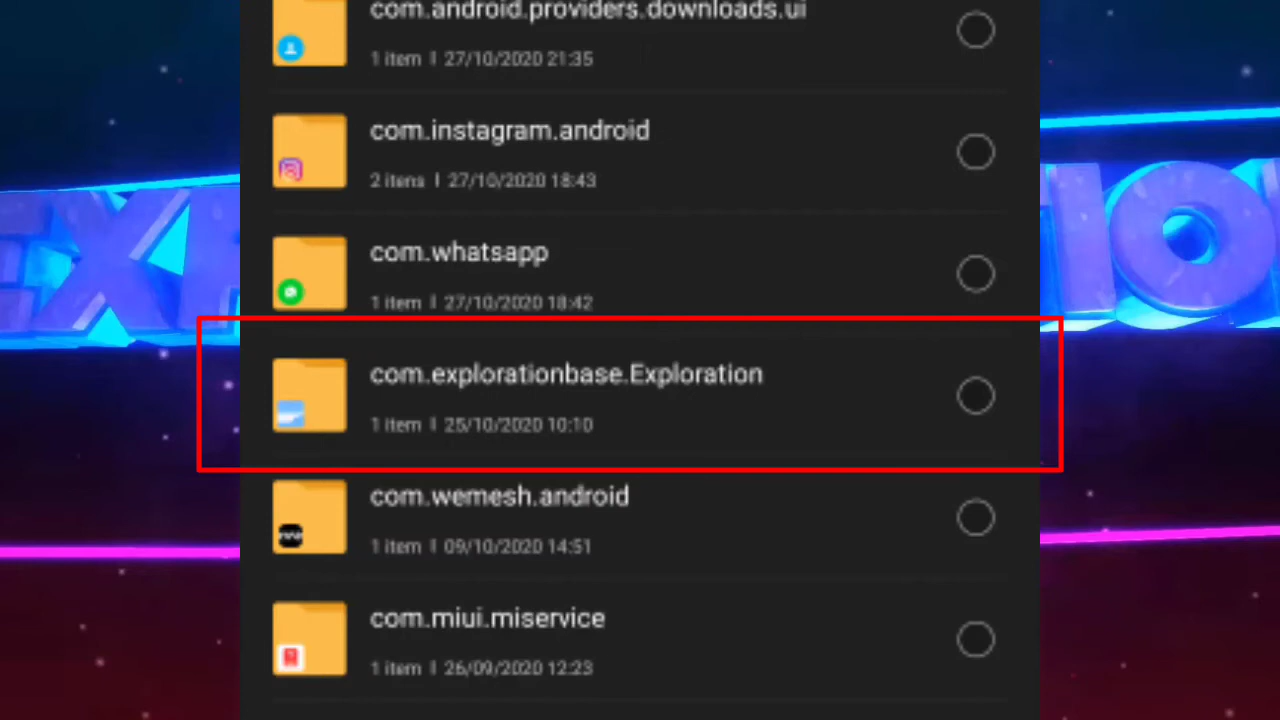 com.android.providers.downloads.ui
1 item | 27/10/2020 21:35
com.instagram.android
2 items | 27/10/2020 18:43
com.whatsapp
1 item | 27/10/2020 18:42
com.explorationbase.Exploration
1 item | 25/10/2020 10:10
com.wemesh.android
1 item | 09/10/2020 14:51
com.miui.miservice
1 item | 26/09/2020 12:23